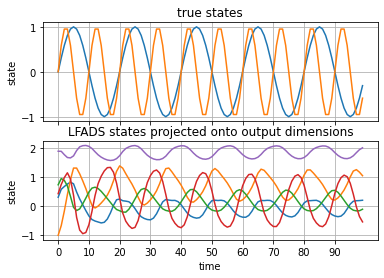 true states
1
0
−1
state
LFADS states projected onto output dimensions
2
1
0
−1
state
0 10 20 30 40 50 60 70 80 90
time